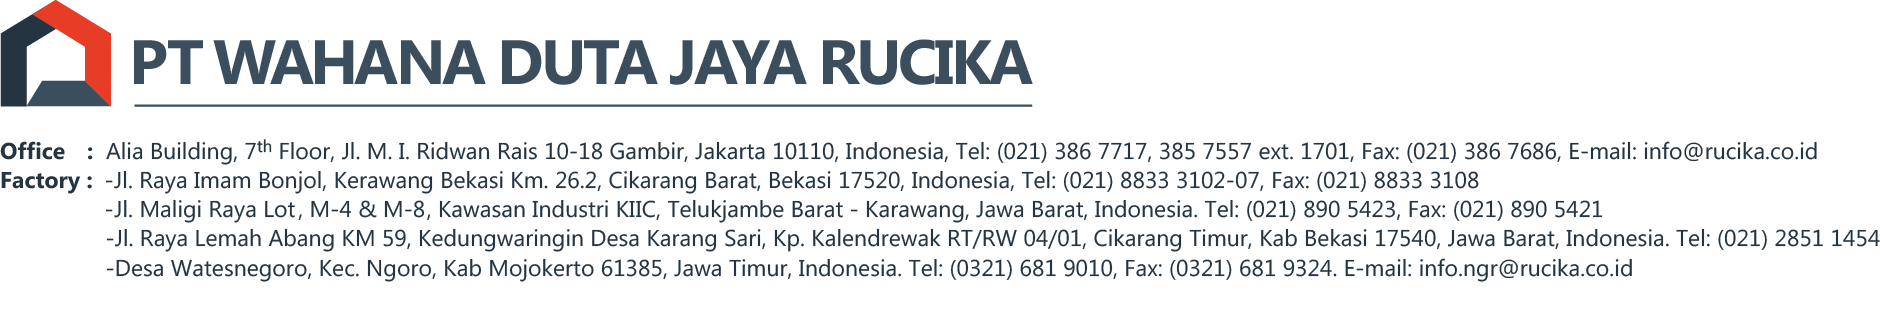 PT WAHANA DUTA JAYA RUCIKA
Office : Alia Building, 7th Floor, Jl. M. I. Ridwan Rais 10-18 Gambir, Jakarta 10110, Indonesia, Tel: (021) 386 7717, 385 7557 ext. 1701, Fax: (021) 386 7686, E-mail: info@rucika.co.id
Factory : -Jl. Raya Imam Bonjol, Kerawang Bekasi Km. 26.2, Cikarang Barat, Bekasi 17520, Indonesia, Tel: (021) 8833 3102-07, Fax: (021) 8833 3108
-Jl. Maligi Raya Lot, M-4 & M-8, Kawasan Industri KIIC, Telukjambe Barat - Karawang, Jawa Barat, Indonesia. Tel: (021) 890 5423, Fax: (021) 890 5421
-Jl. Raya Lemah Abang KM 59, Kedungwaringin Desa Karang Sari, Kp. Kalendrewak RT/RW 04/01, Cikarang Timur, Kab Bekasi 17540, Jawa Barat, Indonesia. Tel: (021) 2851 1454
-Desa Watesnegoro, Kec. Ngoro, Kab Mojokerto 61385, Jawa Timur, Indonesia. Tel: (0321) 681 9010, Fax: (0321) 681 9324. E-mail: info.ngr@rucika.co.id